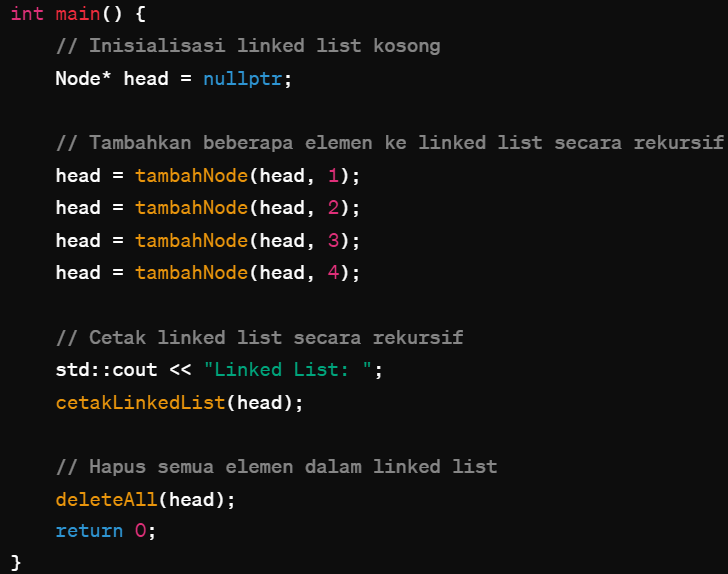 int main() {
    // Inisialisasi linked list kosong
    Node* head = nullptr;

    // Tambahkan beberapa elemen ke linked list secara rekursif
    head = tambahNode(head, 1);
    head = tambahNode(head, 2);
    head = tambahNode(head, 3);
    head = tambahNode(head, 4);

    // Cetak linked list secara rekursif
    std::cout << "Linked List: ";
    cetakLinkedList(head);

    // Hapus semua elemen dalam linked list
    deleteAll(head);
    return 0;
}